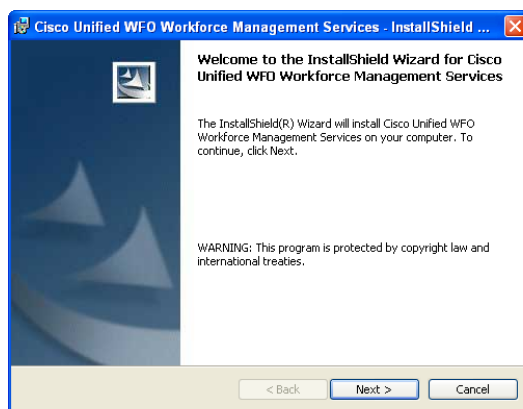 Cisco Unified WFO Workforce Management Services - InstallShield ...
Welcome to the InstallShield Wizard for Cisco
Unified WFO Workforce Management Services
The InstallShield(R) Wizard will install Cisco Unified WFO
Workforce Management Services on your computer. To
continue, click Next.
WARNING: This program is protected by copyright law and
international treaties.
< Back
Next >
Cancel